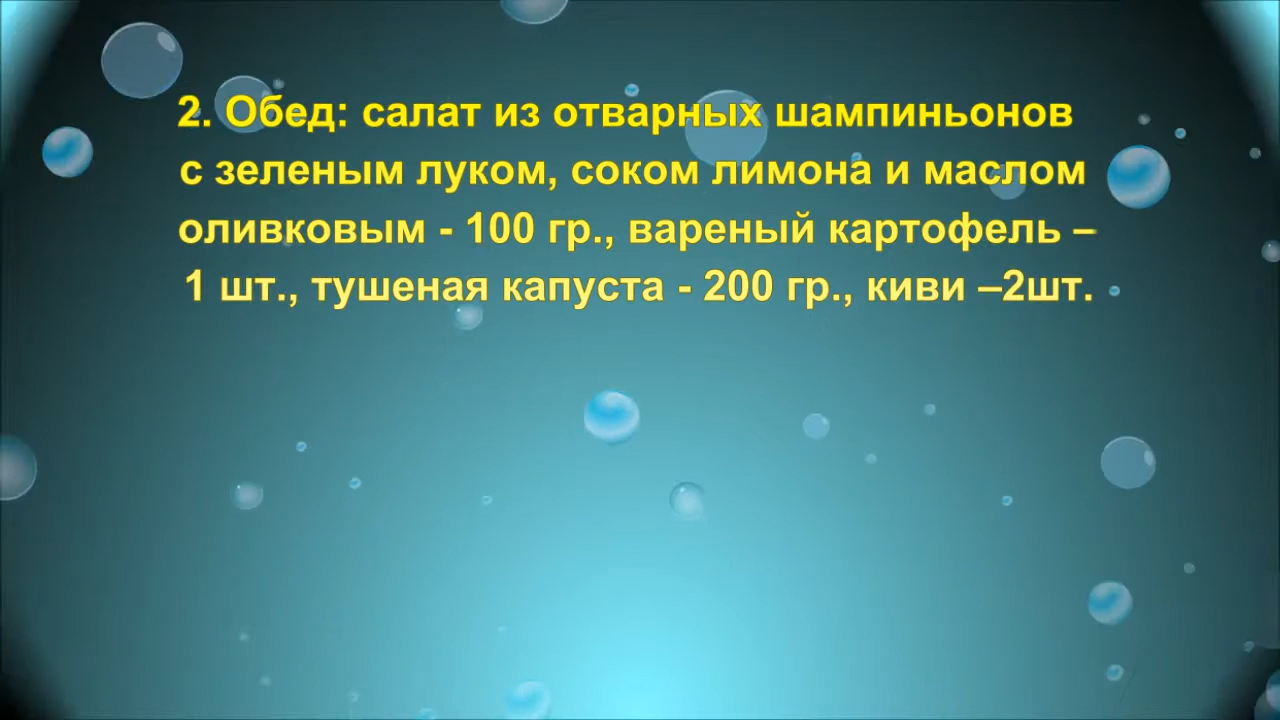 2. Обед: салат из отварных шампиньонов
с зеленым луком, соком лимона и маслом
оливковым - 100 гр., вареный картофель –
1 шт., тушеная капуста - 200 гр., киви –2шт.